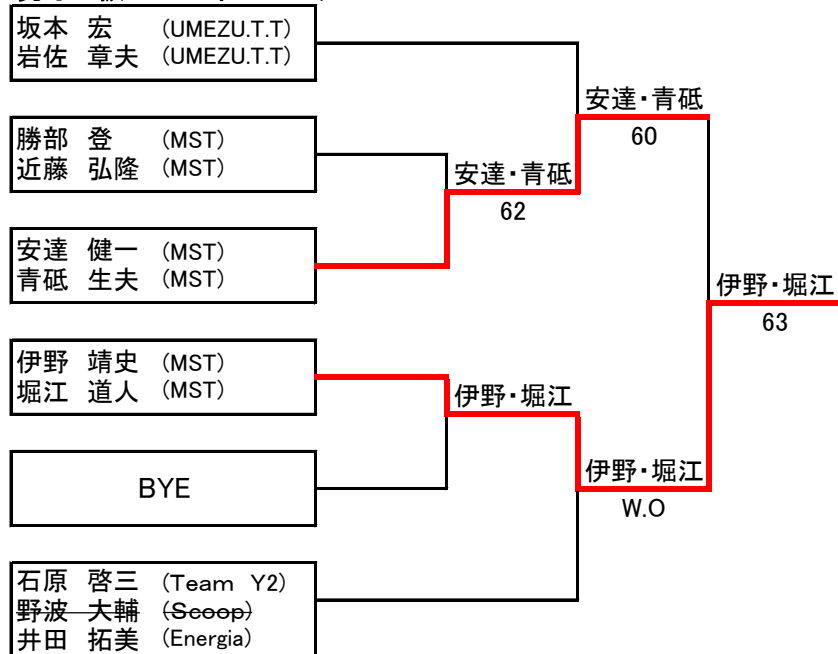 坂本 宏 (UMEZU.T.T)
岩佐 章夫 (UMEZU.T.T)
安達・青砥
60
勝部 登 (MST)
近藤 弘隆 (MST)
安達・青砥
62
安達 健一 (MST)
青砥 生夫 (MST)
伊野・堀江
63
伊野 靖史 (MST)
堀江 道人 (MST)
伊野・堀江
BYE
伊野・堀江
W.O
石原 啓三 (Team Y2)
野波 大輔 (Scoop)
井田 拓美 (Energia)